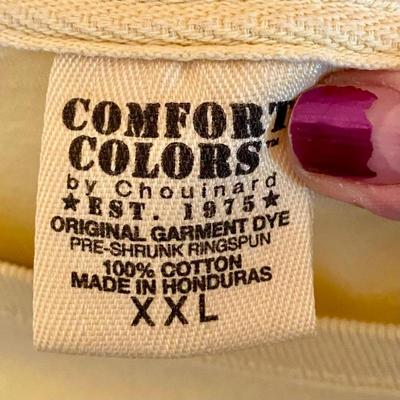 COMFORT
COLORS™
by Chouinard
★EST. 1975★
ORIGINAL GARMENT DYE
PRE-SHRUNK RINGSPUN
100% COTTON
MADE IN HONDURAS
XXL